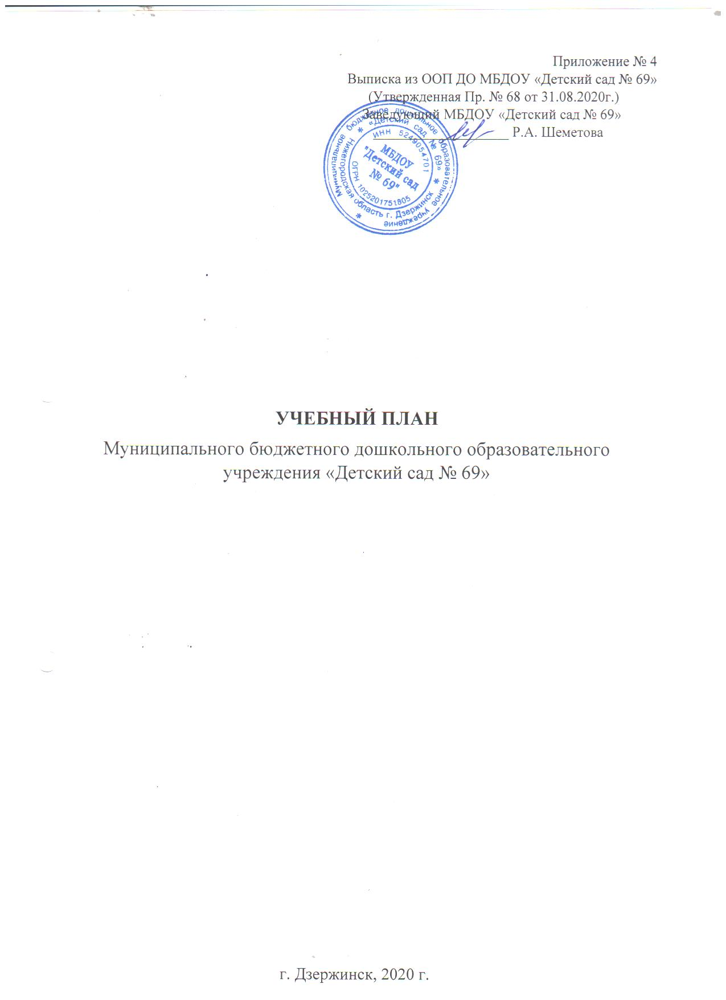 Приложение № 4
Выписка из ООП ДО МБДОУ «Детский сад № 69»
(Утвержденная Пр. № 68 от 31.08.2020г.)
Заведующий МБДОУ «Детский сад № 69»
Р.А. Шеметова
Муниципальное бюджетное дошкольное образовательное учреждение
* Нижегородская область г. Дзержинск * «Детский сад № 69» *
ИНН 5249054701
ОГРН 1025201751805
МБДОУ
"Детский сад
№ 69"
УЧЕБНЫЙ ПЛАН
Муниципального бюджетного дошкольного образовательного
учреждения «Детский сад № 69»
г. Дзержинск, 2020 г.